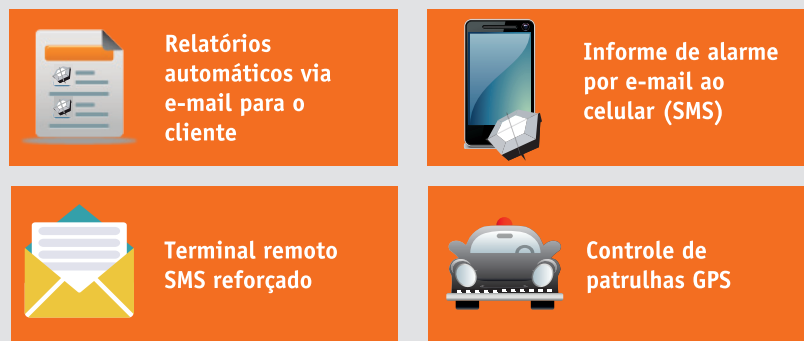 Relatórios
automáticos via
e-mail para o
cliente
Informe de alarme
por e-mail ao
celular (SMS)
Terminal remoto
SMS reforçado
Controle de
patrulhas GPS